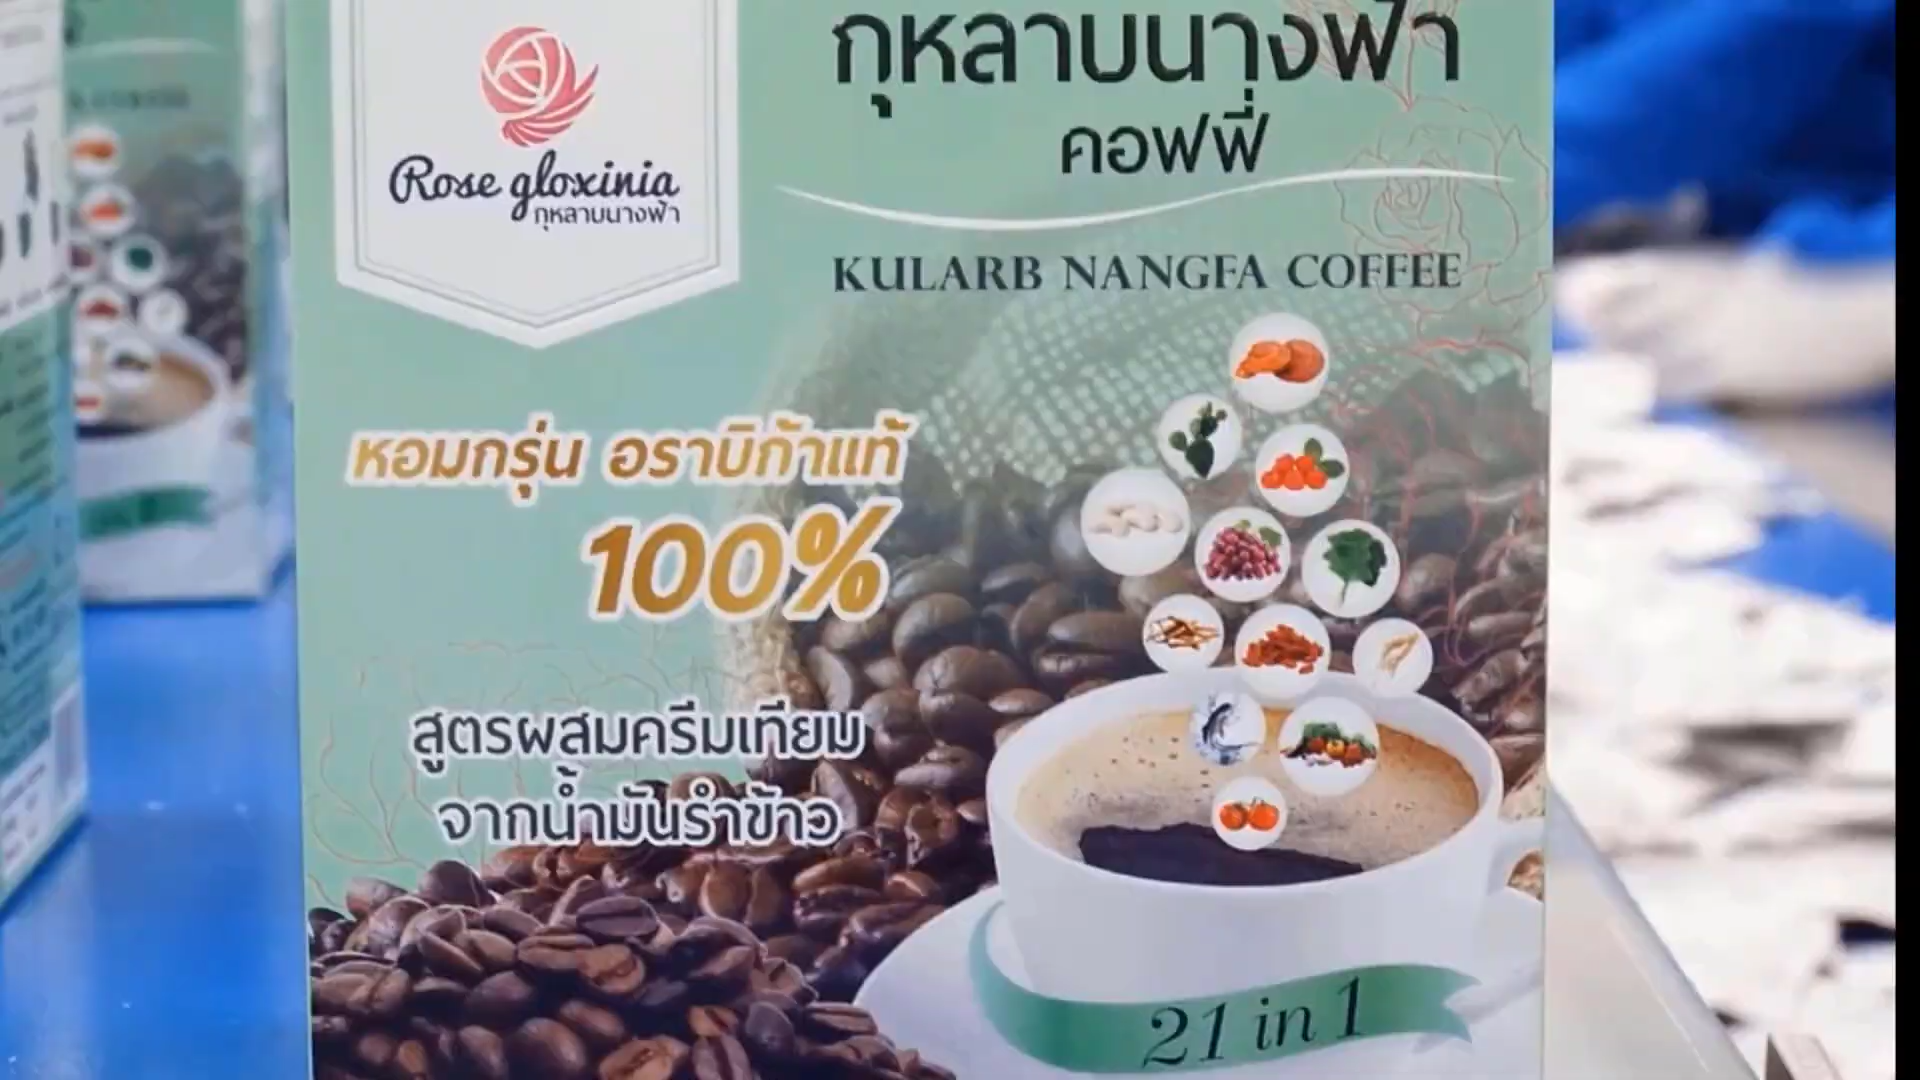 Rose gloxinia
กุหลาบนางฟ้า
กุหลาบนางฟ้า
คอฟฟี่
KULARB NANGFA COFFEE
หอมกรุ่น อราบิก้าแท้
100%
สูตรผสมครีมเทียม
จากน้ำมันรำข้าว
21 in 1